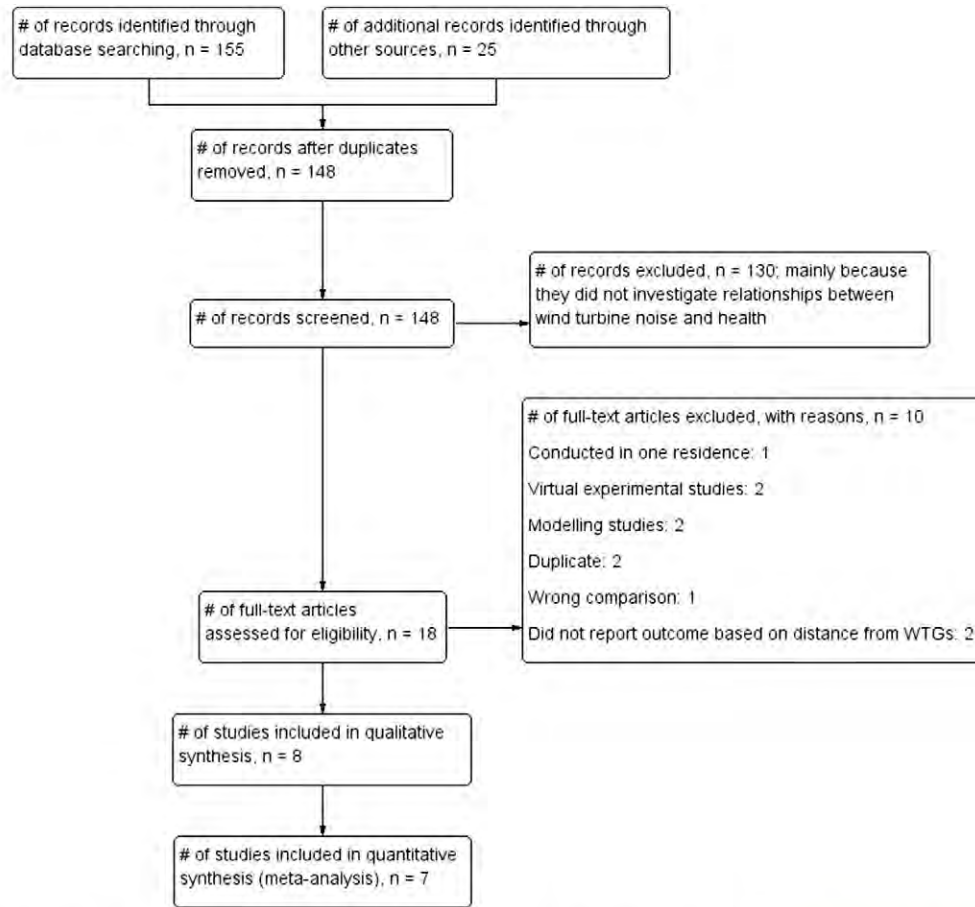 # of records identified through
database searching, n = 155
# of additional records identified through
other sources, n = 25
# of records after duplicates
removed, n = 148
# of records screened, n = 148
# of records excluded, n = 130; mainly because
they did not investigate relationships between
wind turbine noise and health
# of full-text articles
assessed for eligibility, n = 18
# of full-text articles excluded, with reasons, n = 10
Conducted in one residence: 1
Virtual experimental studies: 2
Modelling studies: 2
Duplicate: 2
Wrong comparison: 1
Did not report outcome based on distance from WTGs: 2
# of studies included in qualitative
synthesis, n = 8
# of studies included in quantitative
synthesis (meta-analysis), n = 7